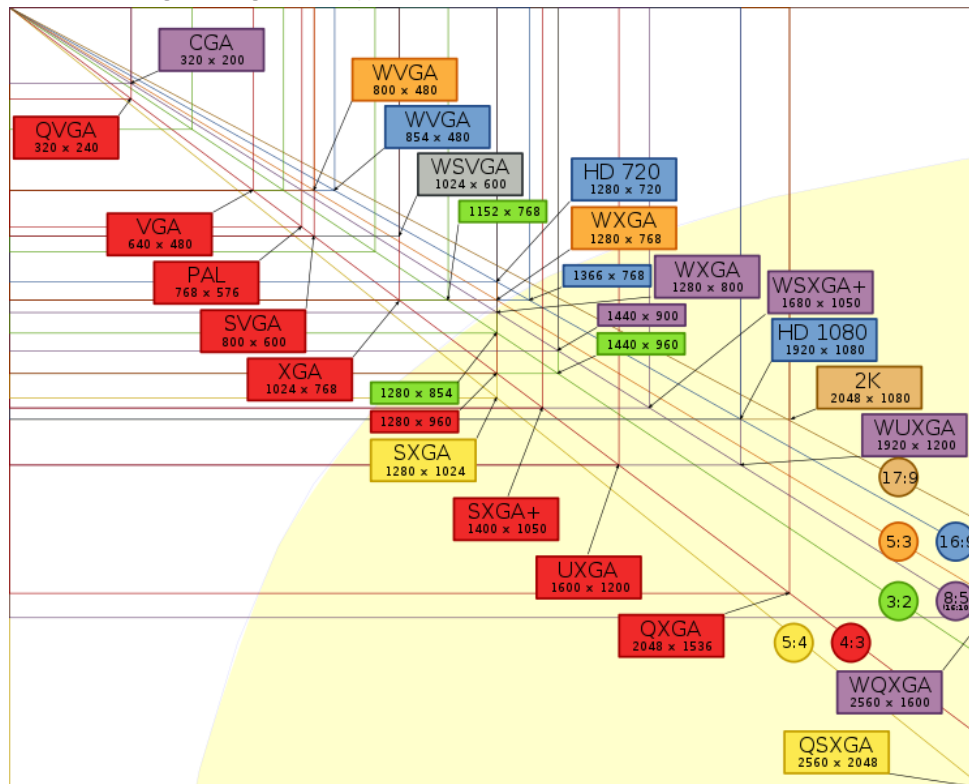 CGA
320 × 200
WVGA
800 × 480
WVGA
854 × 480
QVGA
320 × 240
WSVGA
1024 × 600
HD 720
1280 × 720
1152 × 768
WXGA
1280 × 768
VGA
640 × 480
PAL
768 × 576
1366 × 768
WXGA
1280 × 800
WSXGA+
1680 × 1050
SVGA
800 × 600
1440 × 900
HD 1080
1920 × 1080
1440 × 960
XGA
1024 × 768
1280 × 854
2K
2048 × 1080
1280 × 960
WUXGA
1920 × 1200
SXGA
1280 × 1024
17:9
SXGA+
1400 × 1050
5:3
16:9
UXGA
1600 × 1200
3:2
8:5
QXGA
2048 × 1536
5:4
4:3
WQXGA
2560 × 1600
QSXGA
2560 × 2048